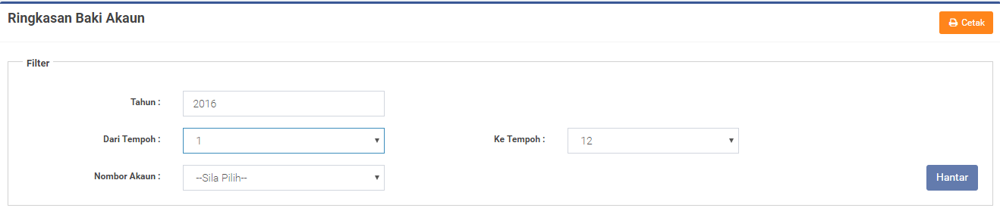 Ringkasan Baki Akaun
Cetak
Filter
Tahun :
2016
Dari Tempoh :
1
Ke Tempoh :
12
Nombor Akaun :
--Sila Pilih--
Hantar